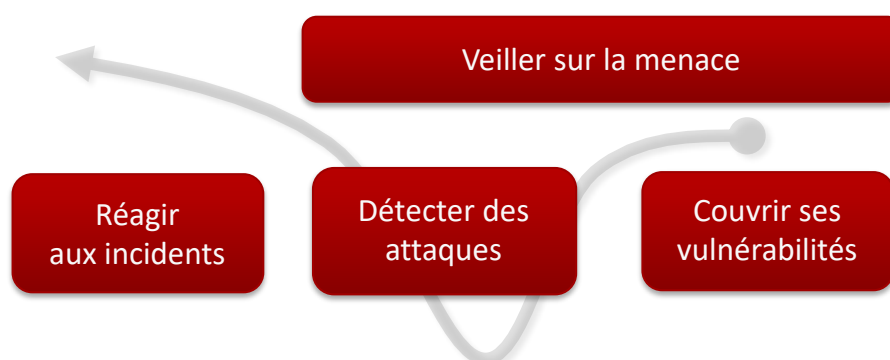 Veiller sur la menace
Réagir
aux incidents
Détecter des
attaques
Couvrir ses
vulnérabilités